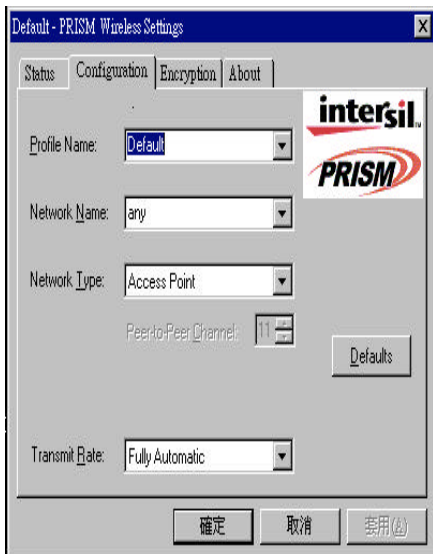 Default - PRISM Wireless Settings
Status Configuration Encryption About
intersil
PRISM
Profile Name: Default
Network Name: any
Network Type: Access Point
Peer-to-Peer Channel: 11
Defaults
Transmit Rate: Fully Automatic
確定 取消 套用(A)